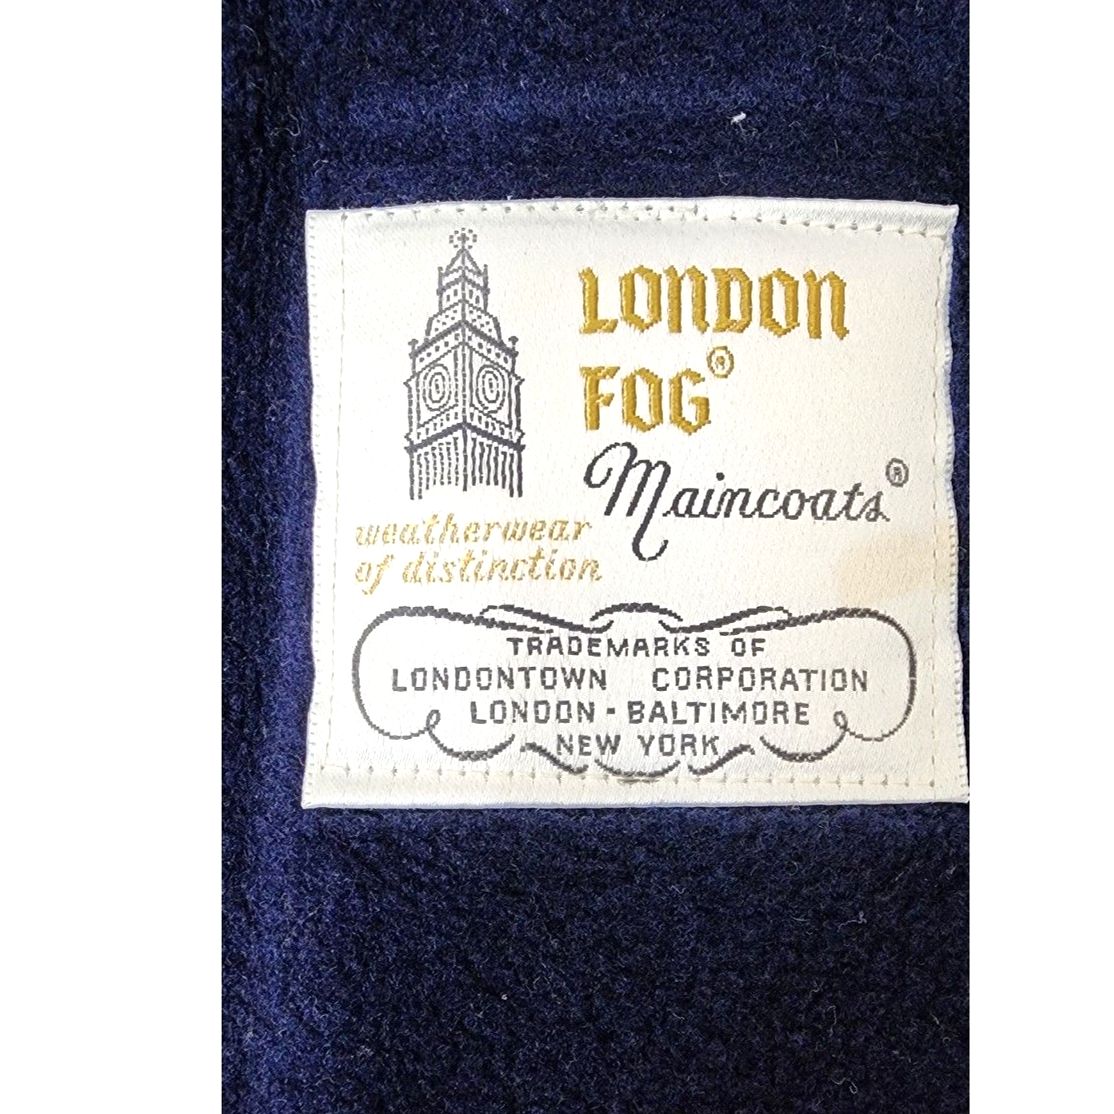 LONDON
FOG®
Maincoats®
weatherwear
of distinction
TRADEMARKS OF
LONDONTOWN CORPORATION
LONDON - BALTIMORE
NEW YORK